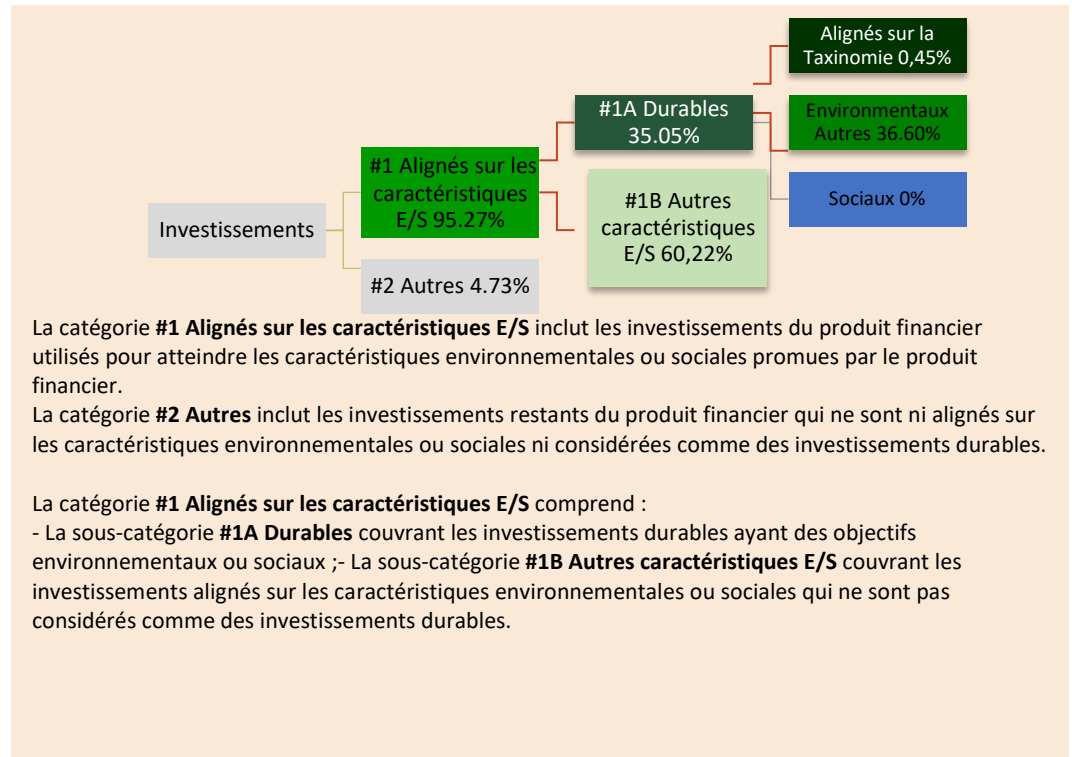 Alignés sur la
Taxinomie 0,45%
#1A Durables
35.05%
Environmentaux
Autres 36.60%
#1 Alignés sur les
caractéristiques
E/S 95.27%
Sociaux 0%
#1B Autres
caractéristiques
E/S 60,22%
Investissements
#2 Autres 4.73%
La catégorie #1 Alignés sur les caractéristiques E/S inclut les investissements du produit financier
utilisés pour atteindre les caractéristiques environnementales ou sociales promues par le produit
financier.
La catégorie #2 Autres inclut les investissements restants du produit financier qui ne sont ni alignés sur
les caractéristiques environnementales ou sociales ni considérées comme des investissements durables.
La catégorie #1 Alignés sur les caractéristiques E/S comprend :
- La sous-catégorie #1A Durables couvrant les investissements durables ayant des objectifs
environnementaux ou sociaux ;- La sous-catégorie #1B Autres caractéristiques E/S couvrant les
investissements alignés sur les caractéristiques environnementales ou sociales qui ne sont pas
considérés comme des investissements durables.